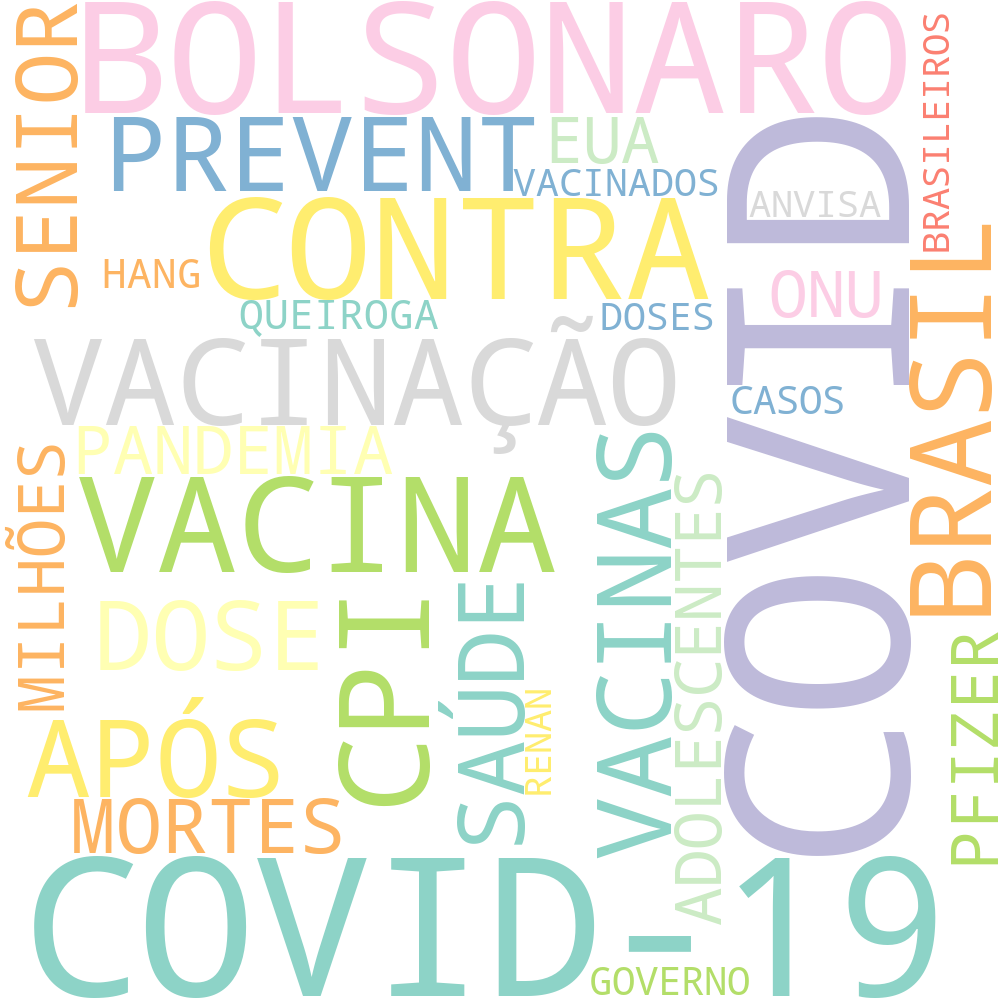 SENIOR
BOLSONARO
BRASILEIROS
PREVENT
EUA
VACINADOS
COVID
ANVISA
CONTRA
BRASIL
HANG
ONU
QUEIROGA
DOSES
VACINAÇÃO
CASOS
PANDEMIA
MILHÕES
VACINAS
VACINA
ADOLESCENTES
DOSE
CPI
SAÚDE
PFIZER
RENAN
APÓS
MORTES
COVID-19
GOVERNO